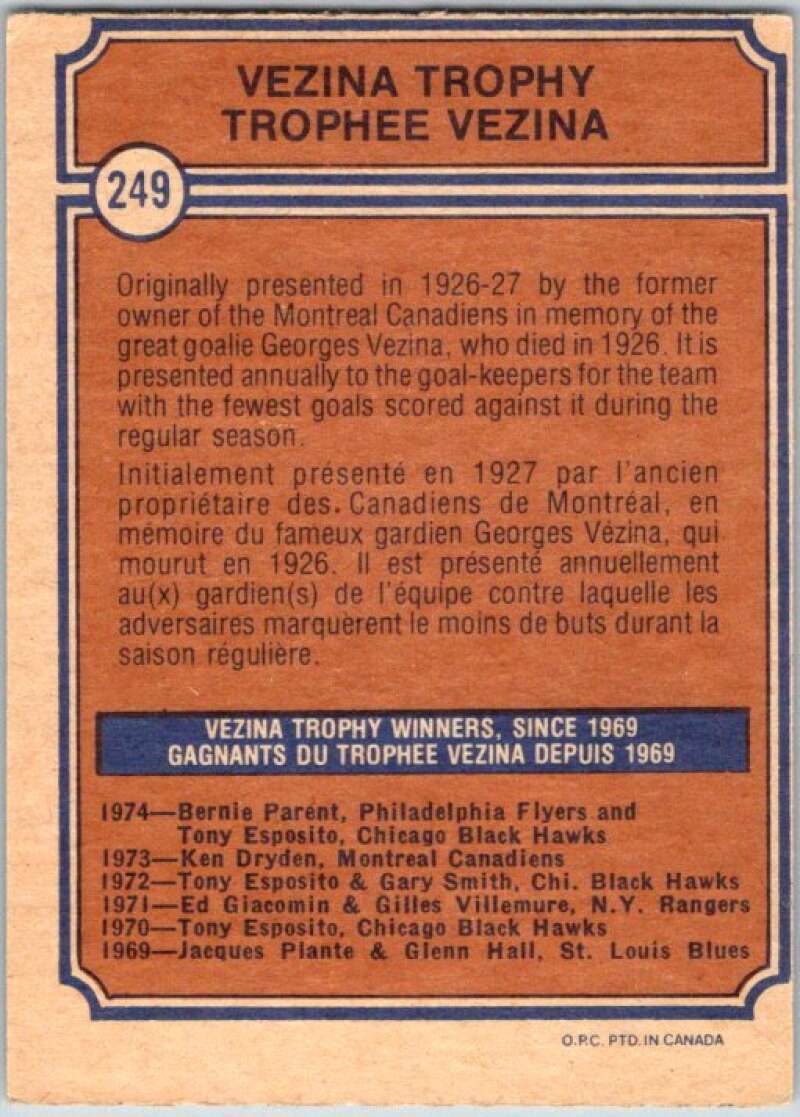 VEZINA TROPHY
TROPHEE VEZINA
249
Originally presented in 1926-27 by the former
owner of the Montreal Canadiens in memory of the
great goalie Georges Vezina, who died in 1926. It is
presented annually to the goal-keepers for the team
with the fewest goals scored against it during the
regular season.
Initialement présenté en 1927 par l'ancien
propriétaire des Canadiens de Montréal, en
mémoire du fameux gardien Georges Vézina, qui
mourut en 1926. Il est présenté annuellement
au(x) gardien(s) de l'équipe contre laquelle les
adversaires marquèrent le moins de buts durant la
saison régulière.
VEZINA TROPHY WINNERS, SINCE 1969
GAGNANTS DU TROPHEE VEZINA DEPUIS 1969
1974—Bernie Parent, Philadelphia Flyers and
Tony Esposito, Chicago Black Hawks
1973—Ken Dryden, Montreal Canadiens
1972—Tony Esposito & Gary Smith, Chi. Black Hawks
1971—Ed Giacomin & Gilles Villemure, N.Y. Rangers
1970—Tony Esposito, Chicago Black Hawks
1969—Jacques Plante & Glenn Hall, St. Louis Blues
O.P.C. PTD. IN CANADA